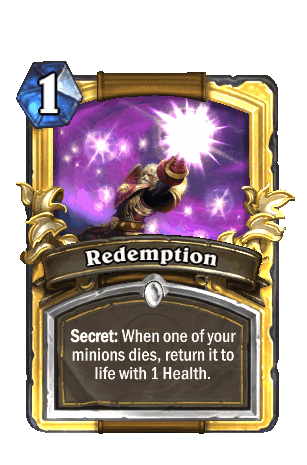 1
Redemption
Secret: When one of your
minions dies, return it to
life with 1 Health.